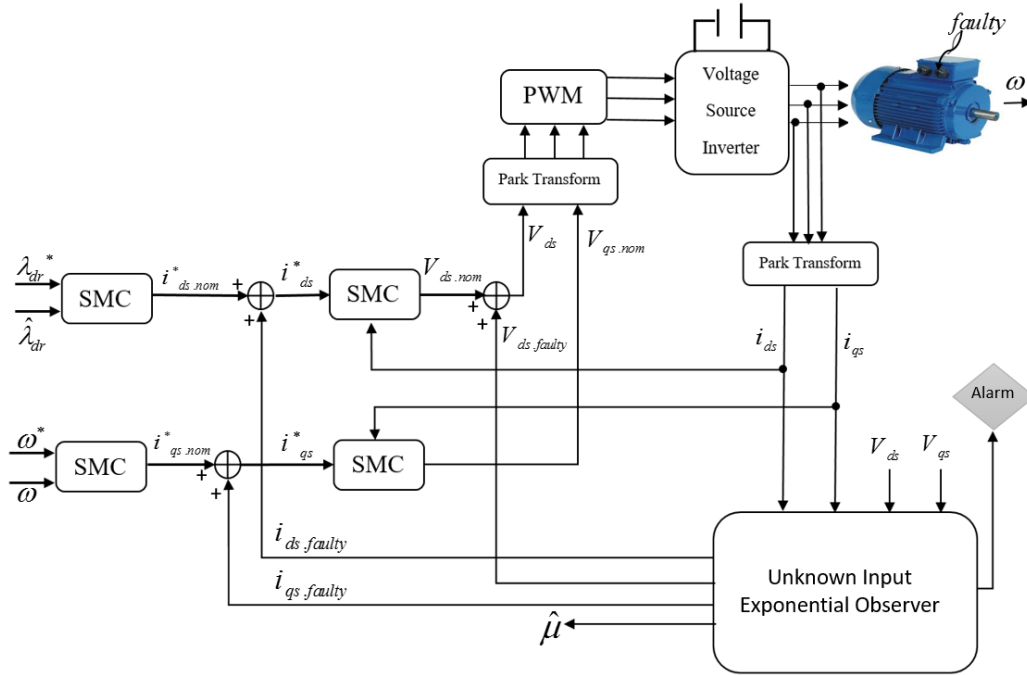 faulty
PWM
Voltage
Source
Inverter
ω
Park Transform
V_ds
V_qs.nom
Park Transform
λ_dr*
i*_ds.nom
+
i*_ds
V_ds.nom
SMC
SMC
+
+
+
λ̂_dr
V_ds.faulty
i_ds
i_qs
Alarm
ω*
i*_qs.nom
i*_qs
SMC
SMC
V_ds
V_qs
ω
+
+
i_ds.faulty
i_qs.faulty
Unknown Input
Exponential Observer
μ̂